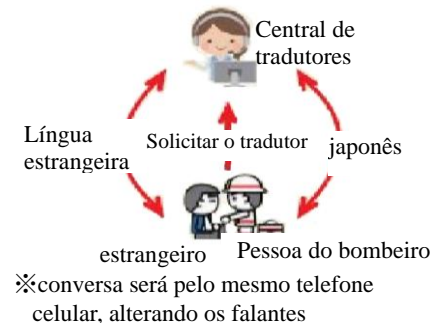 Central de
tradutores
Língua
estrangeira
Solicitar o tradutor
japonês
estrangeiro
Pessoa do bombeiro
※conversa será pelo mesmo telefone
celular, alterando os falantes